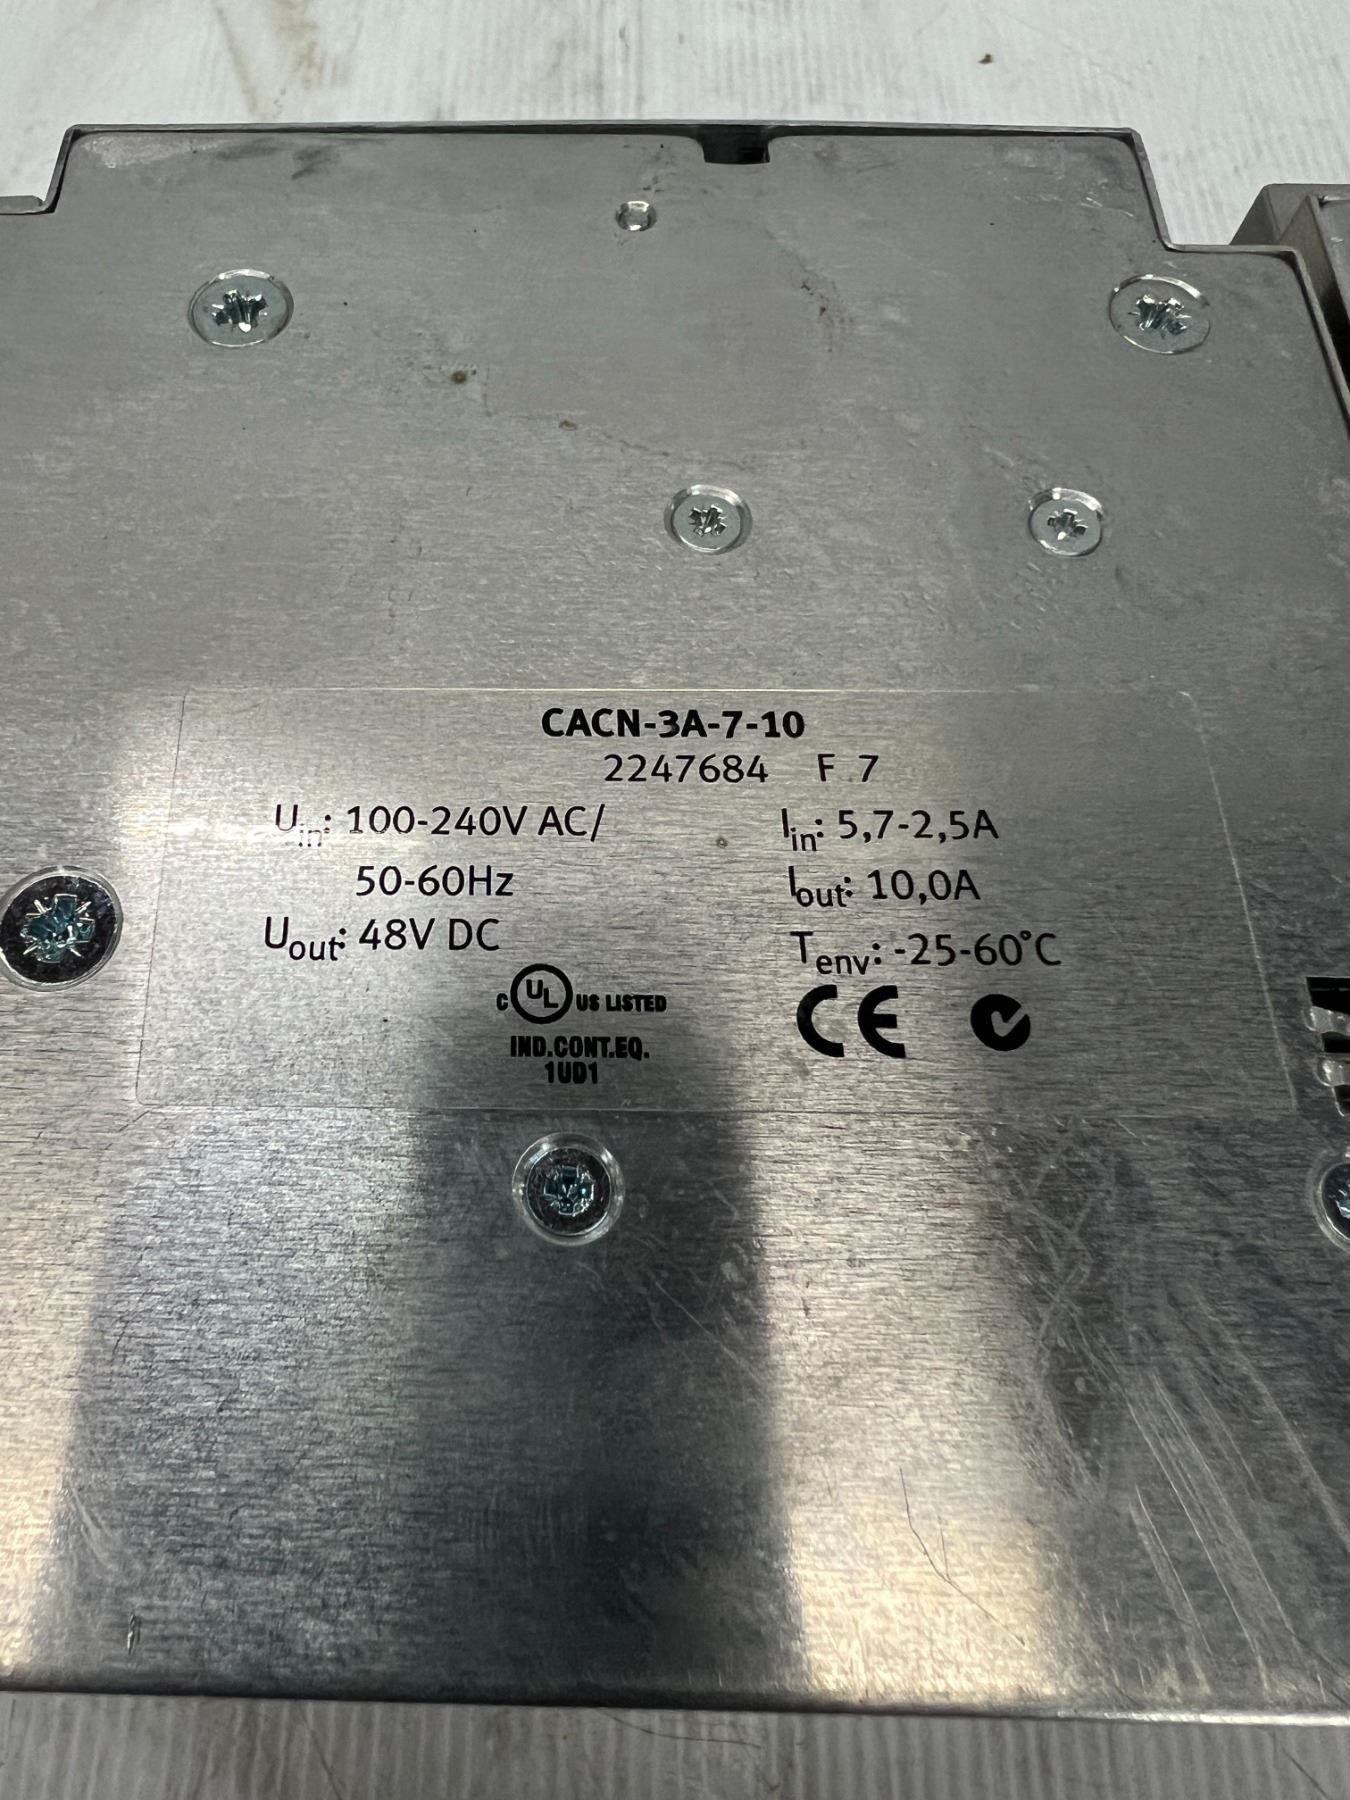 CACN-3A-7-10
2247684 F 7
Uin: 100-240V AC/
50-60Hz
Uout: 48V DC
Iin: 5,7-2,5A
Iout: 10,0A
Tenv: -25-60°C
C UL US LISTED
IND.CONT.EQ.
1UD1
CE